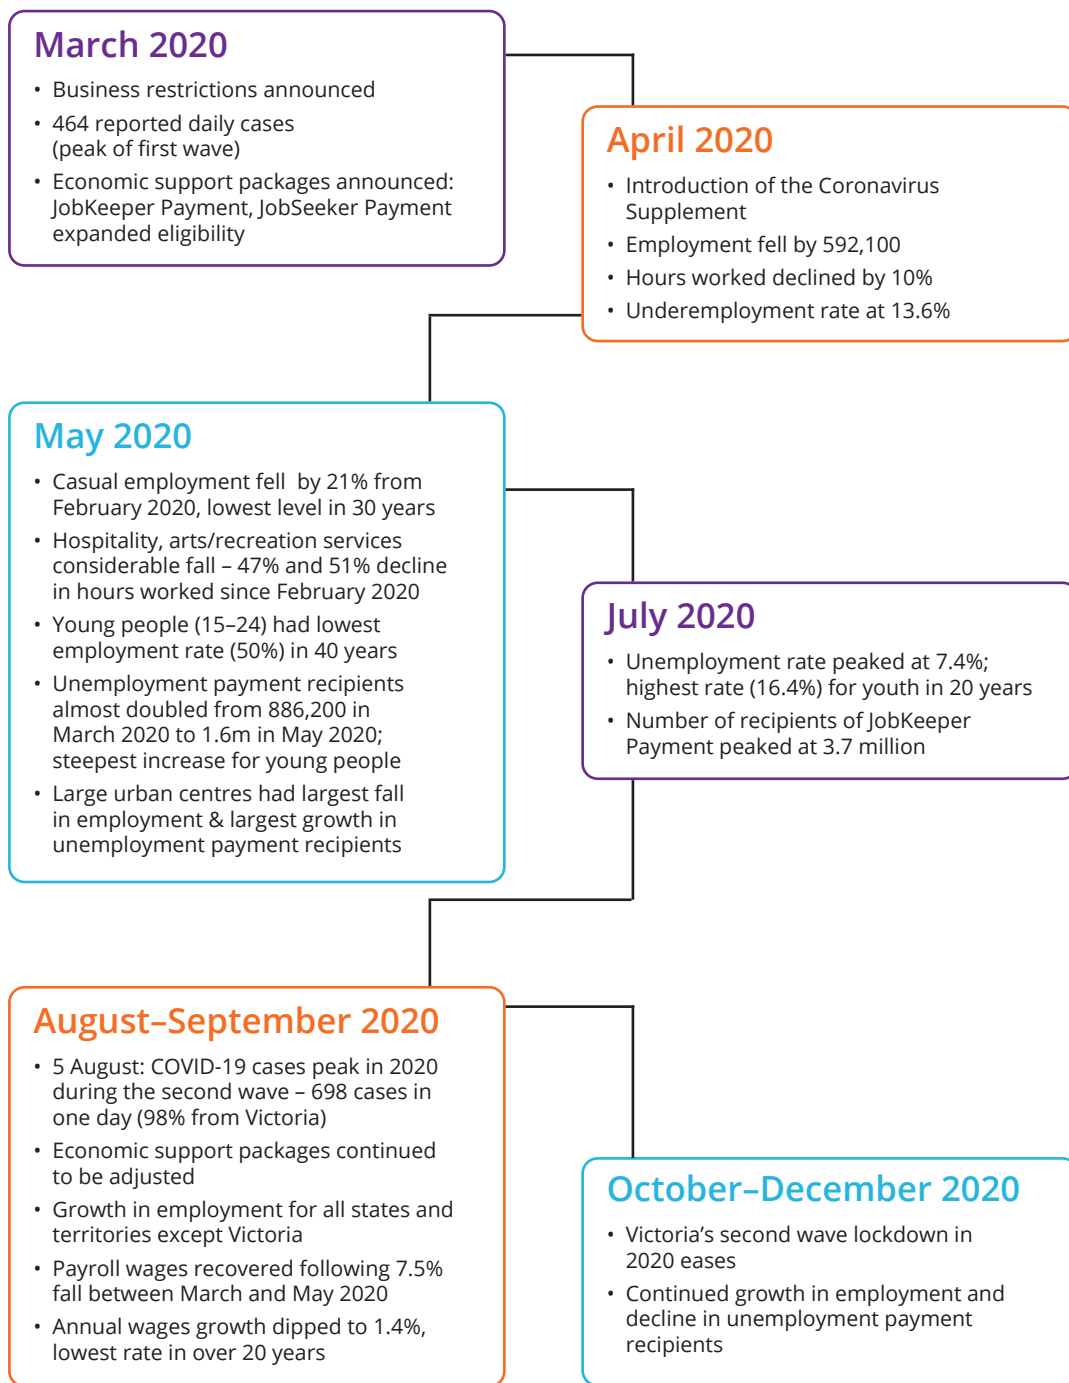 March 2020
• Business restrictions announced
• 464 reported daily cases
(peak of first wave)
• Economic support packages announced:
JobKeeper Payment, JobSeeker Payment
expanded eligibility
April 2020
• Introduction of the Coronavirus
Supplement
• Employment fell by 592,100
• Hours worked declined by 10%
• Underemployment rate at 13.6%
May 2020
• Casual employment fell  by 21% from
February 2020, lowest level in 30 years
• Hospitality, arts/recreation services
considerable fall – 47% and 51% decline
in hours worked since February 2020
• Young people (15–24) had lowest
employment rate (50%) in 40 years
• Unemployment payment recipients
almost doubled from 886,200 in
March 2020 to 1.6m in May 2020;
steepest increase for young people
• Large urban centres had largest fall
in employment & largest growth in
unemployment payment recipients
July 2020
• Unemployment rate peaked at 7.4%;
highest rate (16.4%) for youth in 20 years
• Number of recipients of JobKeeper
Payment peaked at 3.7 million
August–September 2020
• 5 August: COVID-19 cases peak in 2020
during the second wave – 698 cases in
one day (98% from Victoria)
• Economic support packages continued
to be adjusted
• Growth in employment for all states and
territories except Victoria
• Payroll wages recovered following 7.5%
fall between March and May 2020
• Annual wages growth dipped to 1.4%,
lowest rate in over 20 years
October–December 2020
• Victoria’s second wave lockdown in
2020 eases
• Continued growth in employment and
decline in unemployment payment
recipients